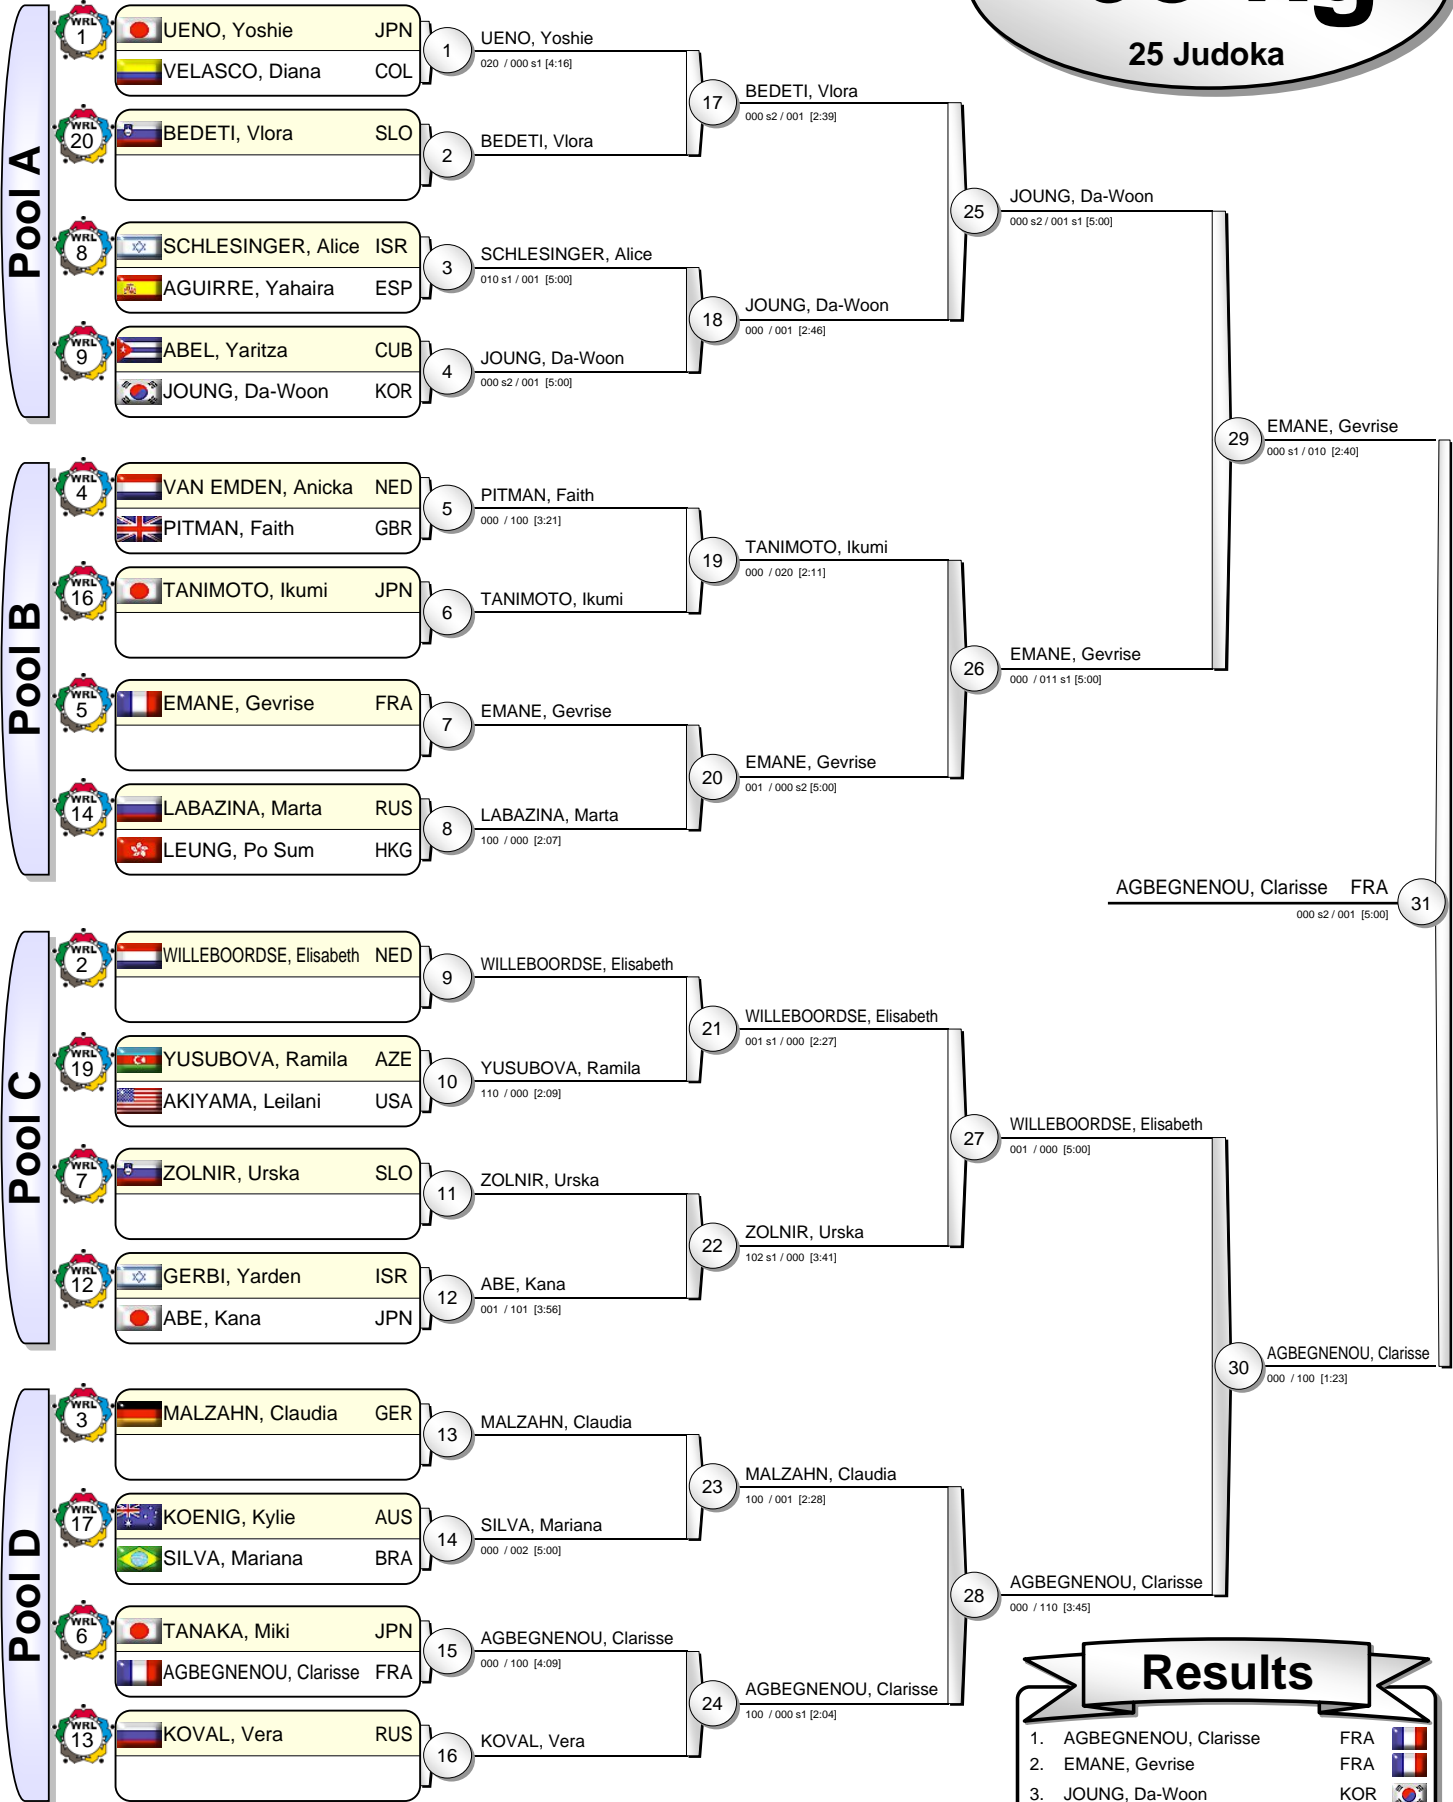 25 Judoka
Pool A
WRL 1
UENO, Yoshie JPN
VELASCO, Diana COL
WRL 20
BEDETI, Vlora SLO
WRL 8
SCHLESINGER, Alice ISR
AGUIRRE, Yahaira ESP
WRL 9
ABEL, Yaritza CUB
JOUNG, Da-Woon KOR
1
UENO, Yoshie
020 / 000 s1 [4:16]
2
BEDETI, Vlora
3
SCHLESINGER, Alice
010 s1 / 001 [5:00]
4
JOUNG, Da-Woon
000 s2 / 001 [5:00]
17
BEDETI, Vlora
000 s2 / 001 [2:39]
18
JOUNG, Da-Woon
000 / 001 [2:46]
25
JOUNG, Da-Woon
000 s2 / 001 s1 [5:00]
Pool B
WRL 4
VAN EMDEN, Anicka NED
PITMAN, Faith GBR
WRL 16
TANIMOTO, Ikumi JPN
WRL 5
EMANE, Gevrise FRA
WRL 14
LABAZINA, Marta RUS
LEUNG, Po Sum HKG
5
PITMAN, Faith
000 / 100 [3:21]
6
TANIMOTO, Ikumi
7
EMANE, Gevrise
8
LABAZINA, Marta
100 / 000 [2:07]
19
TANIMOTO, Ikumi
000 / 020 [2:11]
20
EMANE, Gevrise
001 / 000 s2 [5:00]
26
EMANE, Gevrise
000 / 011 s1 [5:00]
29
EMANE, Gevrise
000 s1 / 010 [2:40]
AGBEGNENOU, Clarisse FRA
31
000 s2 / 001 [5:00]
Pool C
WRL 2
WILLEBOORDSE, Elisabeth NED
WRL 19
YUSUBOVA, Ramila AZE
AKIYAMA, Leilani USA
WRL 7
ZOLNIR, Urska SLO
WRL 12
GERBI, Yarden ISR
ABE, Kana JPN
9
WILLEBOORDSE, Elisabeth
10
YUSUBOVA, Ramila
110 / 000 [2:09]
11
ZOLNIR, Urska
12
ABE, Kana
001 / 101 [3:56]
21
WILLEBOORDSE, Elisabeth
001 s1 / 000 [2:27]
22
ZOLNIR, Urska
102 s1 / 000 [3:41]
27
WILLEBOORDSE, Elisabeth
001 / 000 [5:00]
Pool D
WRL 3
MALZAHN, Claudia GER
WRL 17
KOENIG, Kylie AUS
SILVA, Mariana BRA
WRL 6
TANAKA, Miki JPN
AGBEGNENOU, Clarisse FRA
WRL 13
KOVAL, Vera RUS
13
MALZAHN, Claudia
14
SILVA, Mariana
000 / 002 [5:00]
15
AGBEGNENOU, Clarisse
000 / 100 [4:09]
16
KOVAL, Vera
23
MALZAHN, Claudia
100 / 001 [2:28]
24
AGBEGNENOU, Clarisse
100 / 000 s1 [2:04]
28
AGBEGNENOU, Clarisse
000 / 110 [3:45]
30
AGBEGNENOU, Clarisse
000 / 100 [1:23]
Results
1. AGBEGNENOU, Clarisse FRA
2. EMANE, Gevrise FRA
3. JOUNG, Da-Woon KOR